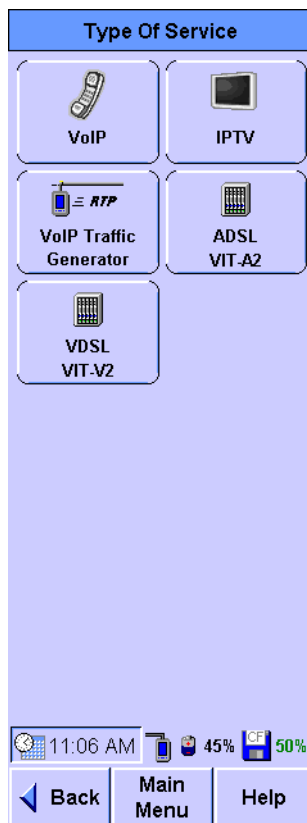 Type Of Service
VoIP
IPTV
RTP
VoIP Traffic
Generator
ADSL
VIT-A2
VDSL
VIT-V2
11:06 AM
45%
CF
50%
Back
Main
Menu
Help